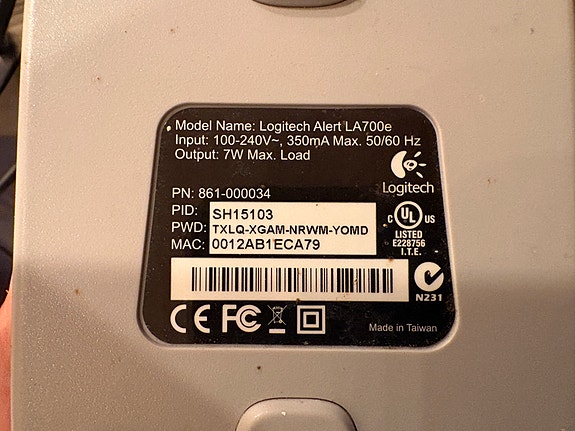 Model Name: Logitech Alert LA700e
Input: 100-240V~, 350mA Max. 50/60 Hz
Output: 7W Max. Load
Logitech
PN: 861-000034
PID: SH15103
PWD: TXLQ-XGAM-NRWM-YOMD
MAC: 0012AB1ECA79
C UL US
LISTED
E228756
I.T.E.
N231
CE FC
Made in Taiwan